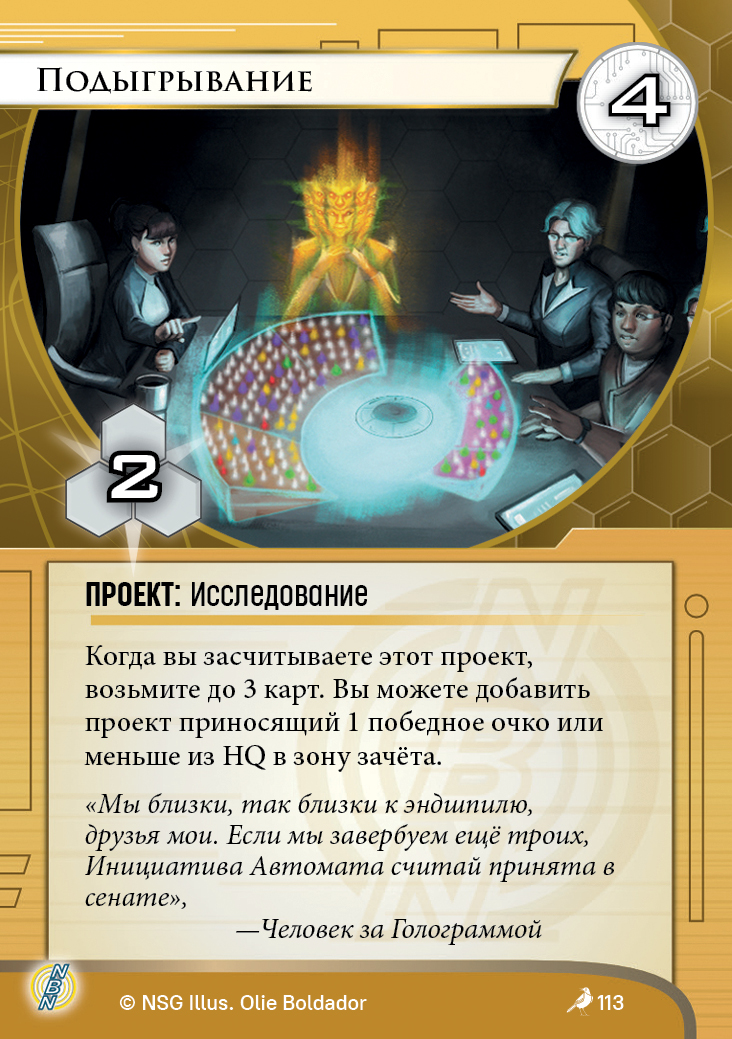 Подыгрывание
4
2
ПРОЕКТ: Исследование
Когда вы засчитываете этот проект,
возьмите до 3 карт. Вы можете добавить
проект приносящий 1 победное очко или
меньше из HQ в зону зачёта.
«Мы близки, так близки к эндшпилю,
друзья мои. Если мы завербуем ещё троих,
Инициатива Автомата считай принята в
сенате»,
—Человек за Голограммой
NBN
© NSG Illus. Olie Boldador
113